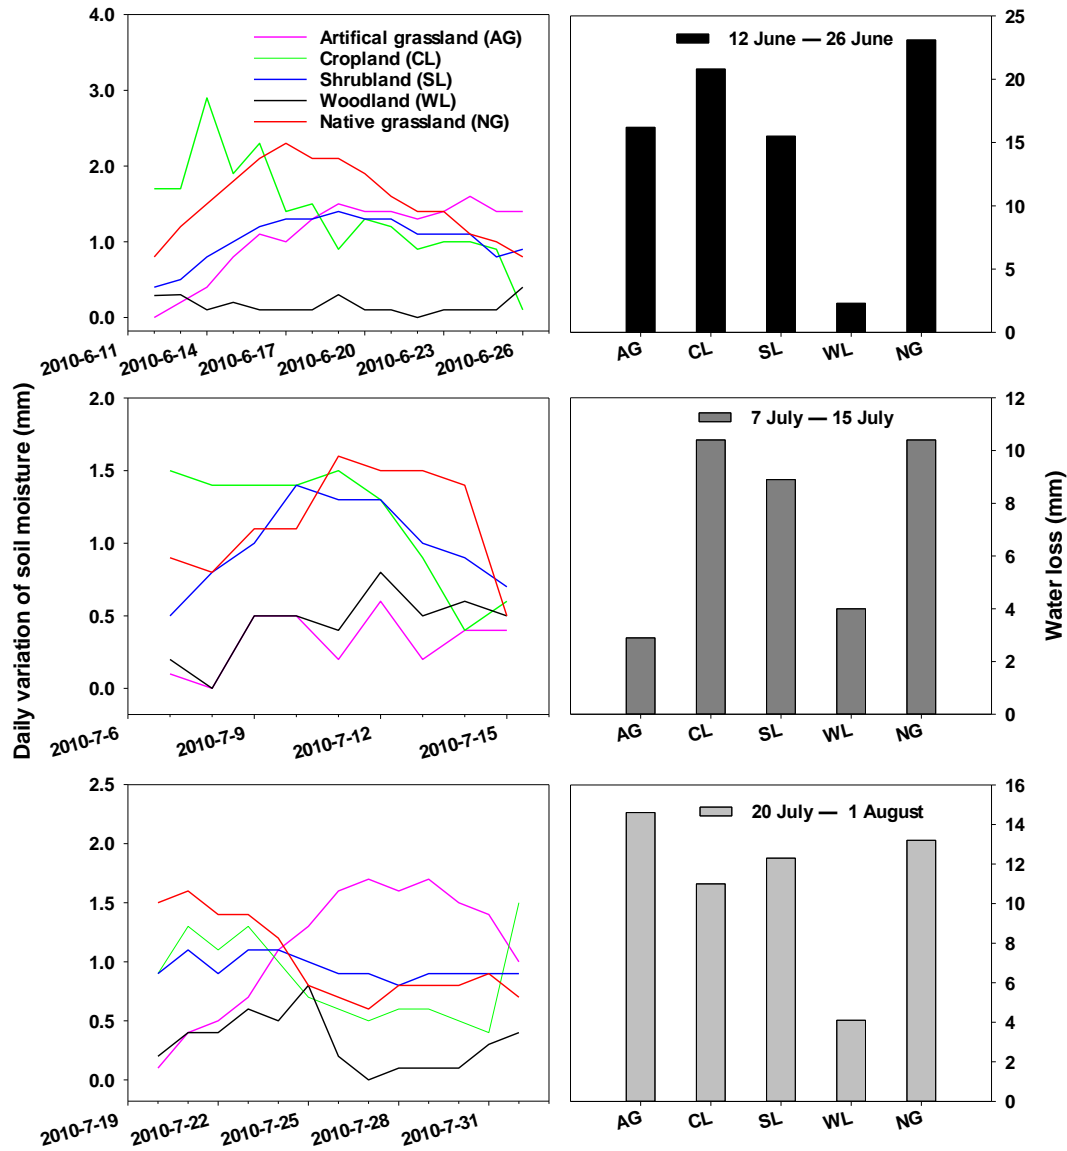 Daily variation of soil moisture (mm)
Water loss (mm)
4.0
3.0
2.0
1.0
0.0
Artifical grassland (AG)
Cropland (CL)
Shrubland (SL)
Woodland (WL)
Native grassland (NG)
2010-6-11 2010-6-14 2010-6-17 2010-6-20 2010-6-23 2010-6-26
12 June — 26 June
25
20
15
10
5
0
AG CL SL WL NG
2.0
1.5
1.0
0.5
0.0
2010-7-6 2010-7-9 2010-7-12 2010-7-15
7 July — 15 July
12
10
8
6
4
2
0
AG CL SL WL NG
2.5
2.0
1.5
1.0
0.5
0.0
2010-7-19 2010-7-22 2010-7-25 2010-7-28 2010-7-31
20 July — 1 August
16
14
12
10
8
6
4
2
0
AG CL SL WL NG